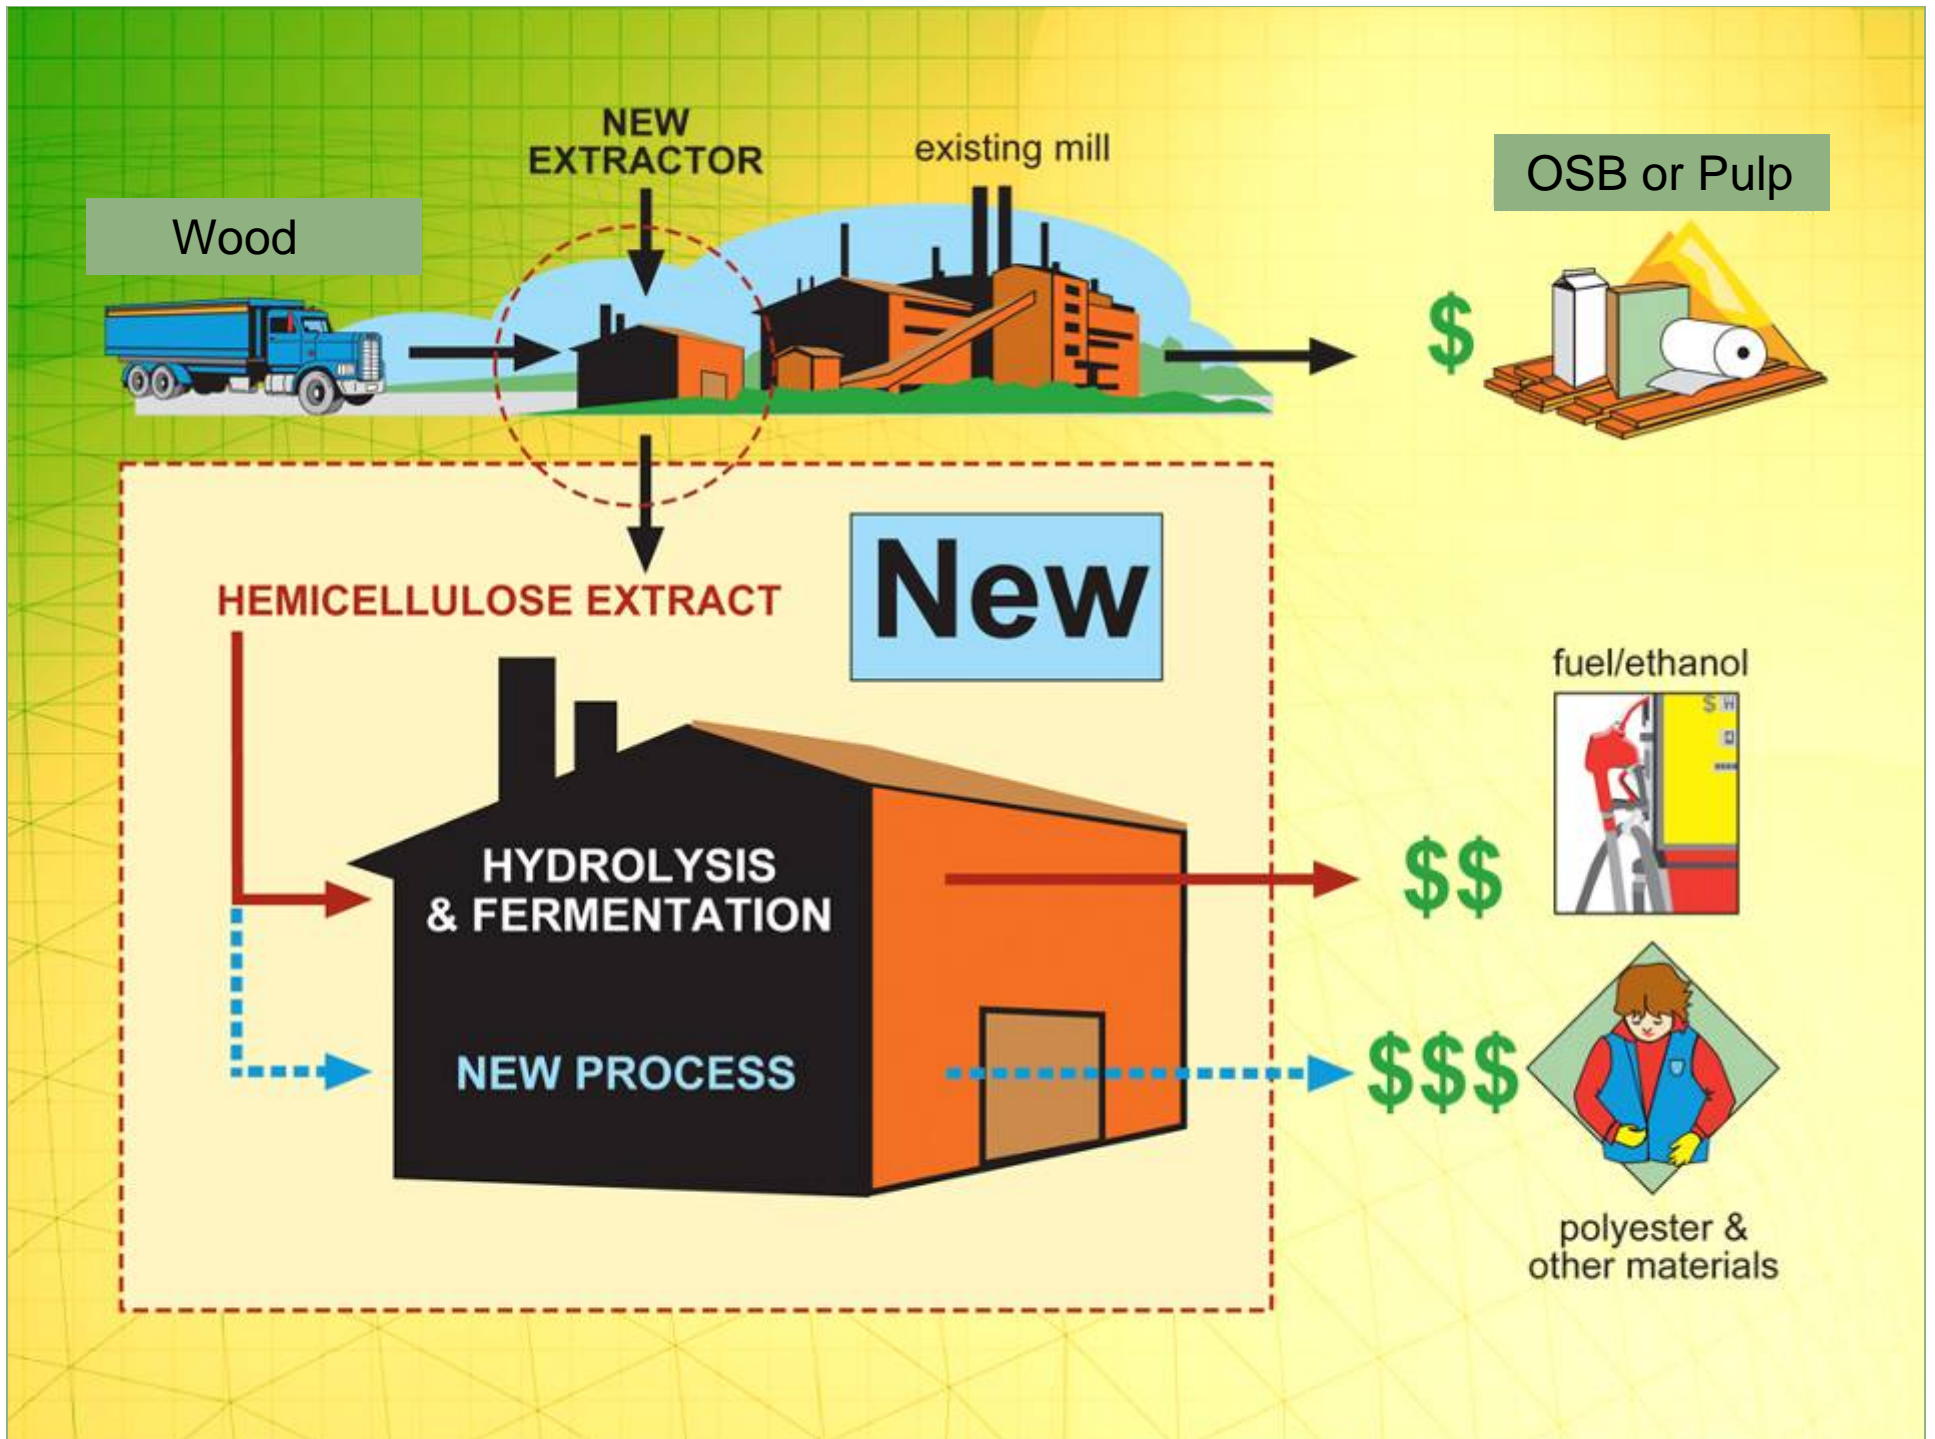 NEW
EXTRACTOR
existing mill
OSB or Pulp
Wood
$
HEMICELLULOSE EXTRACT
New
fuel/ethanol
$
HYDROLYSIS
& FERMENTATION
$$
NEW PROCESS
$$$
polyester &
other materials